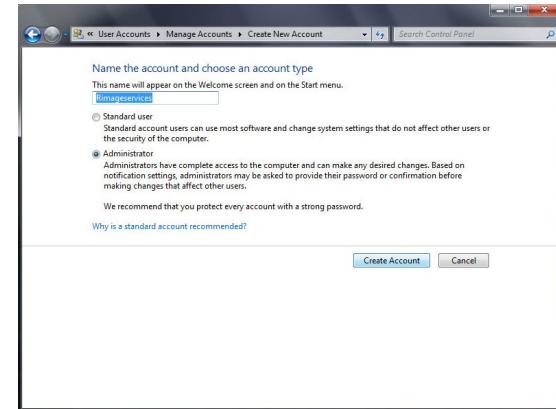 « User Accounts ▸ Manage Accounts ▸ Create New Account
Search Control Panel
Name the account and choose an account type
This name will appear on the Welcome screen and on the Start menu.
Rimageservices
Standard user
Standard account users can use most software and change system settings that do not affect other users or
the security of the computer.
Administrator
Administrators have complete access to the computer and can make any desired changes. Based on
notification settings, administrators may be asked to provide their password or confirmation before
making changes that affect other users.
We recommend that you protect every account with a strong password.
Why is a standard account recommended?
Create Account
Cancel